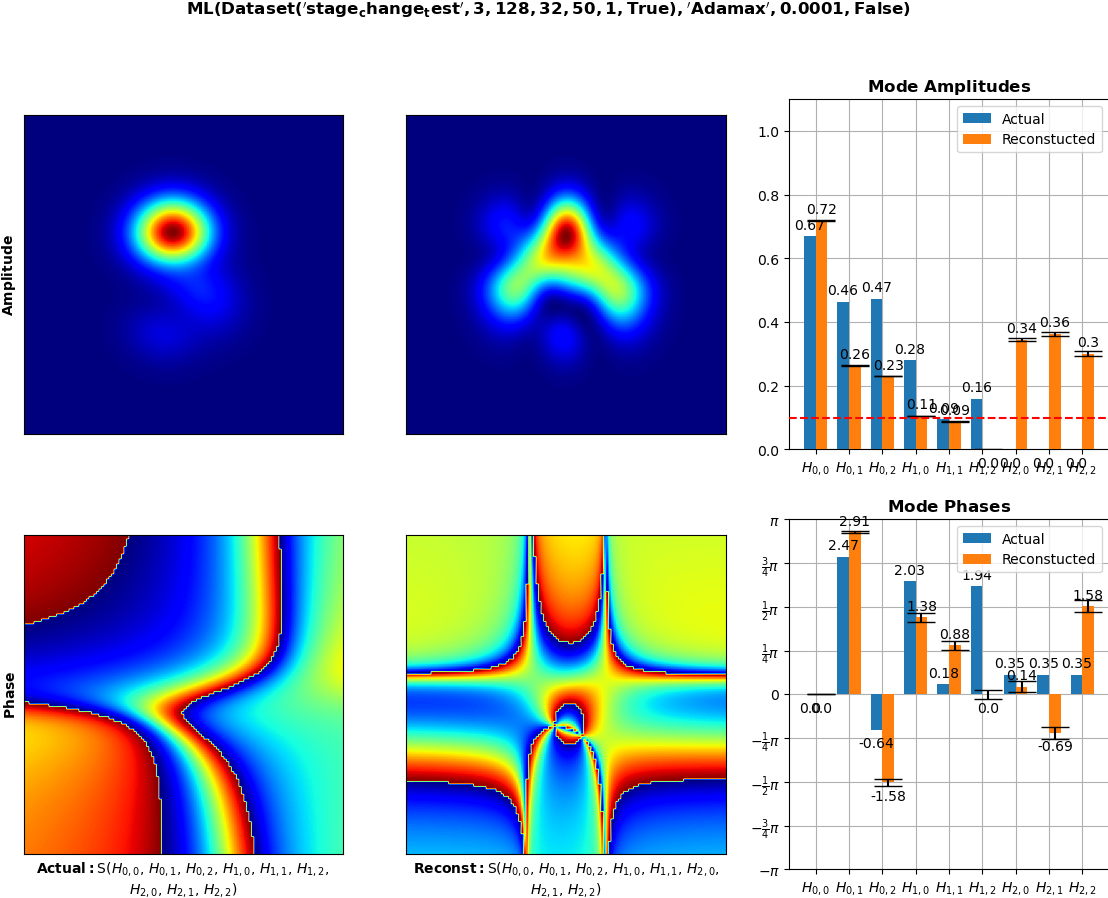 ML(Dataset('stage_change_test', 3, 128, 32, 50, 1, True), 'Adamax', 0.0001, False)
Amplitude
Mode Amplitudes
Actual
Reconstucted
1.0
0.8
0.6
0.4
0.2
0.0
0.67
0.72
0.46
0.26
0.47
0.23
0.28
0.11
0.09
0.09
0.16
0.0
0.0
0.34
0.0
0.36
0.0
0.3
H0,0 H0,1 H0,2 H1,0 H1,1 H1,2 H2,0 H2,1 H2,2
Phase
Mode Phases
Actual
Reconstucted
π
3/4π
1/2π
1/4π
0
−1/4π
−1/2π
−3/4π
−π
0.0
0.0
2.47
2.91
-0.64
-1.58
2.03
1.38
0.18
0.88
1.94
0.0
0.35
0.14
0.35
-0.69
0.35
1.58
H0,0 H0,1 H0,2 H1,0 H1,1 H1,2 H2,0 H2,1 H2,2
Actual: S(H0,0, H0,1, H0,2, H1,0, H1,1, H1,2,
H2,0, H2,1, H2,2)
Reconst: S(H0,0, H0,1, H0,2, H1,0, H1,1, H2,0,
H2,1, H2,2)